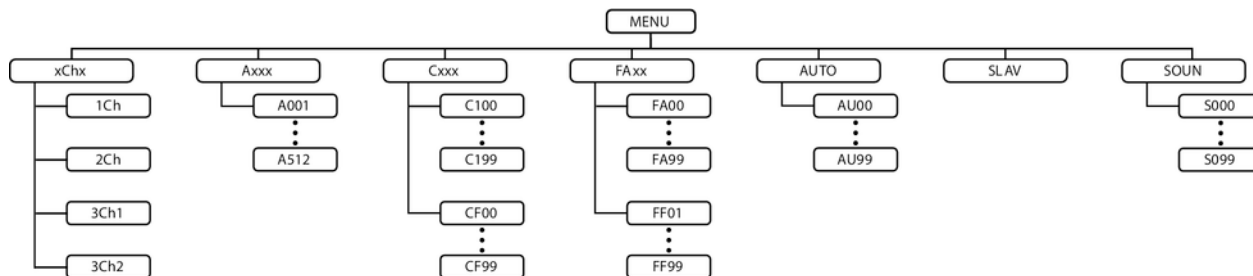 MENU
xChx
Axxx
Cxxx
FAxx
AUTO
SLAV
SOUN
1Ch
A001
C100
FA00
AU00
S000
2Ch
A512
C199
FA99
AU99
S099
3Ch1
CF00
FF01
3Ch2
CF99
FF99